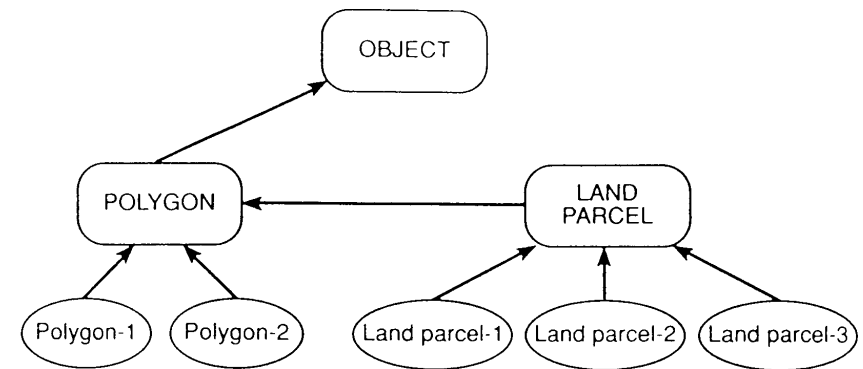 OBJECT
POLYGON
LAND
PARCEL
Polygon-1
Polygon-2
Land parcel-1
Land parcel-2
Land parcel-3